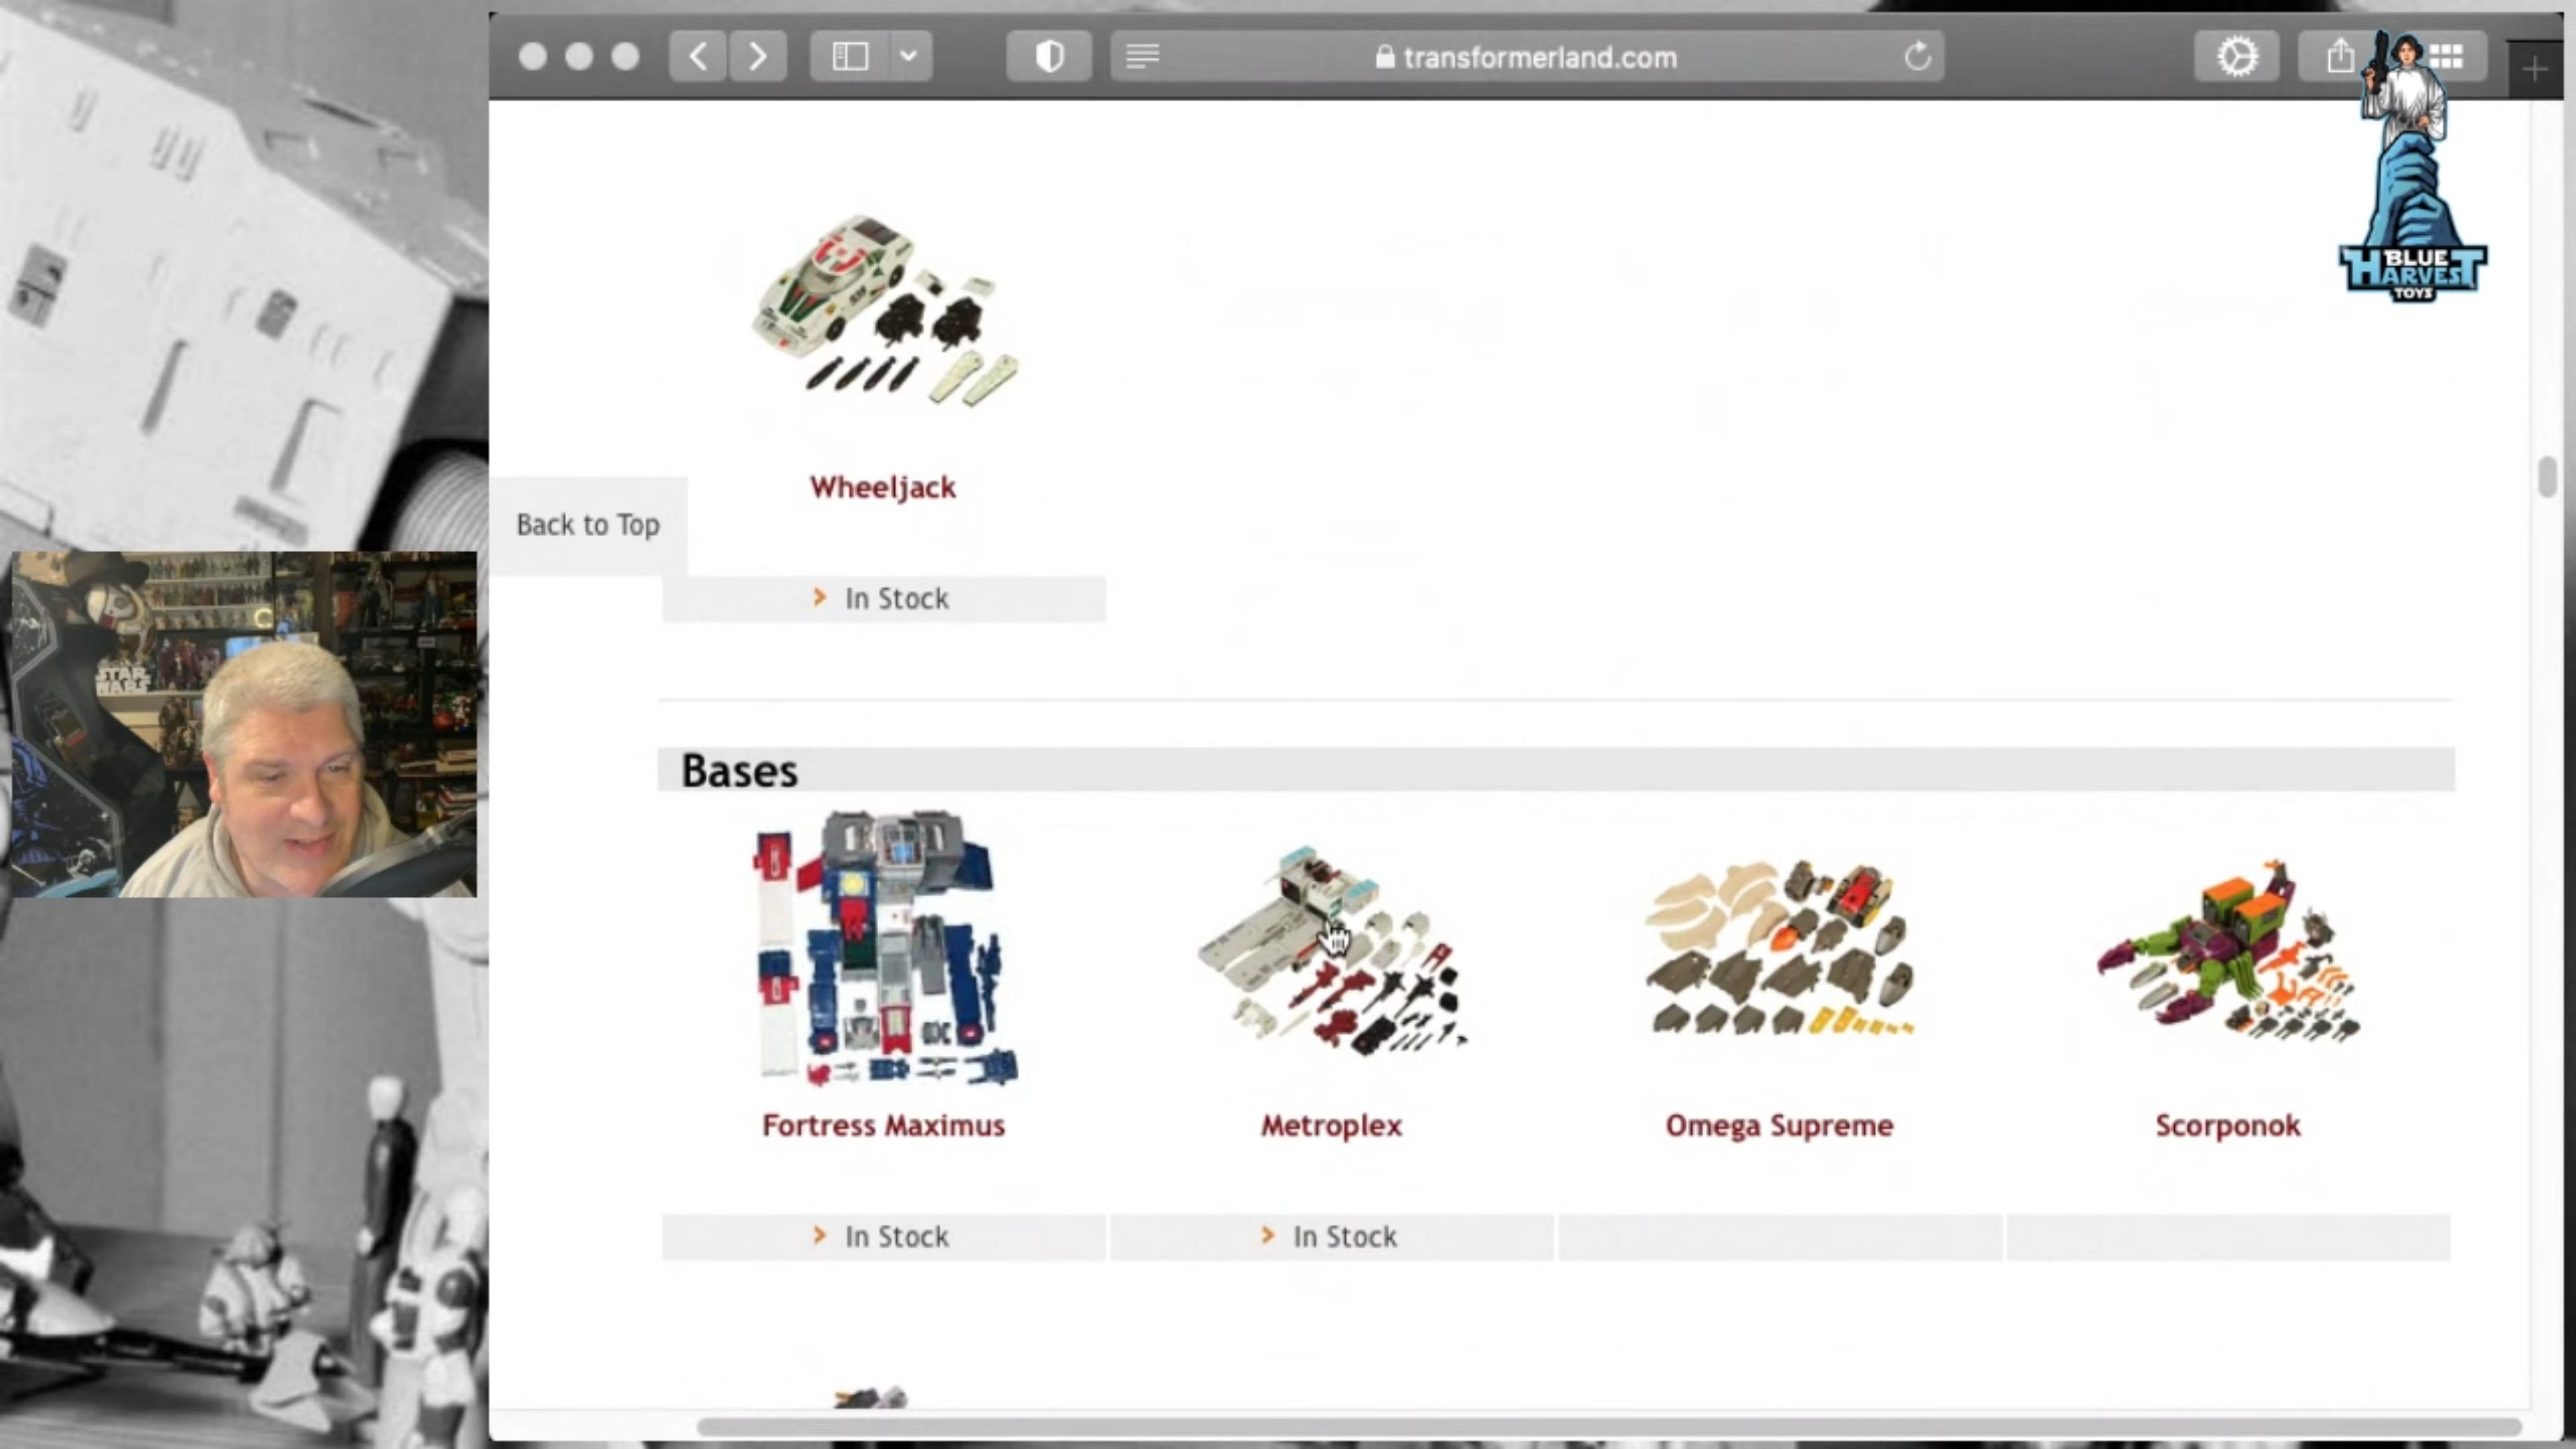 transformerland.com
BLUE
HARVEST
TOYS
Wheeljack
Back to Top
In Stock
STAR
WARS
Bases
Fortress Maximus
Metroplex
Omega Supreme
Scorponok
In Stock
In Stock